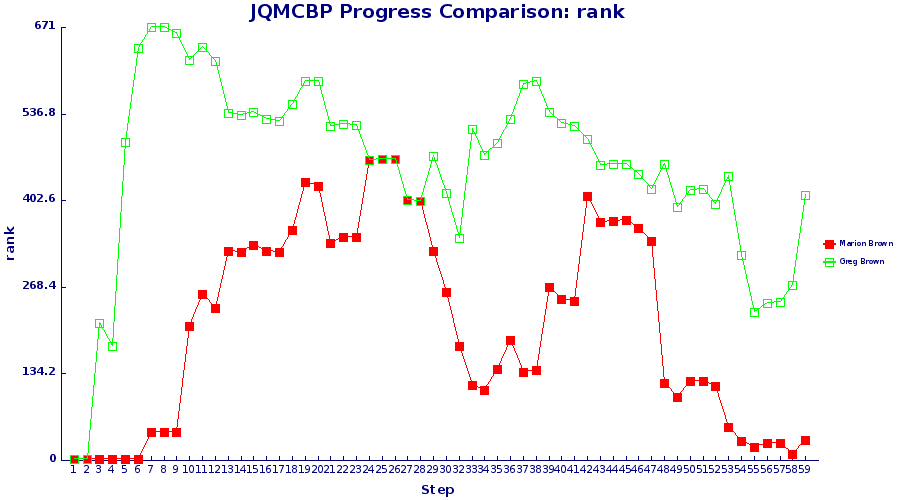 JQMCBP Progress Comparison: rank
671
536.8
402.6
268.4
134.2
0
rank
1 2 3 4 5 6 7 8 9 10 11 12 13 14 15 16 17 18 19 20 21 22 23 24 25 26 27 28 29 30 31 32 33 34 35 36 37 38 39 40 41 42 43 44 45 46 47 48 49 50 51 52 53 54 55 56 57 58 59
Step
Marion Brown
Greg Brown